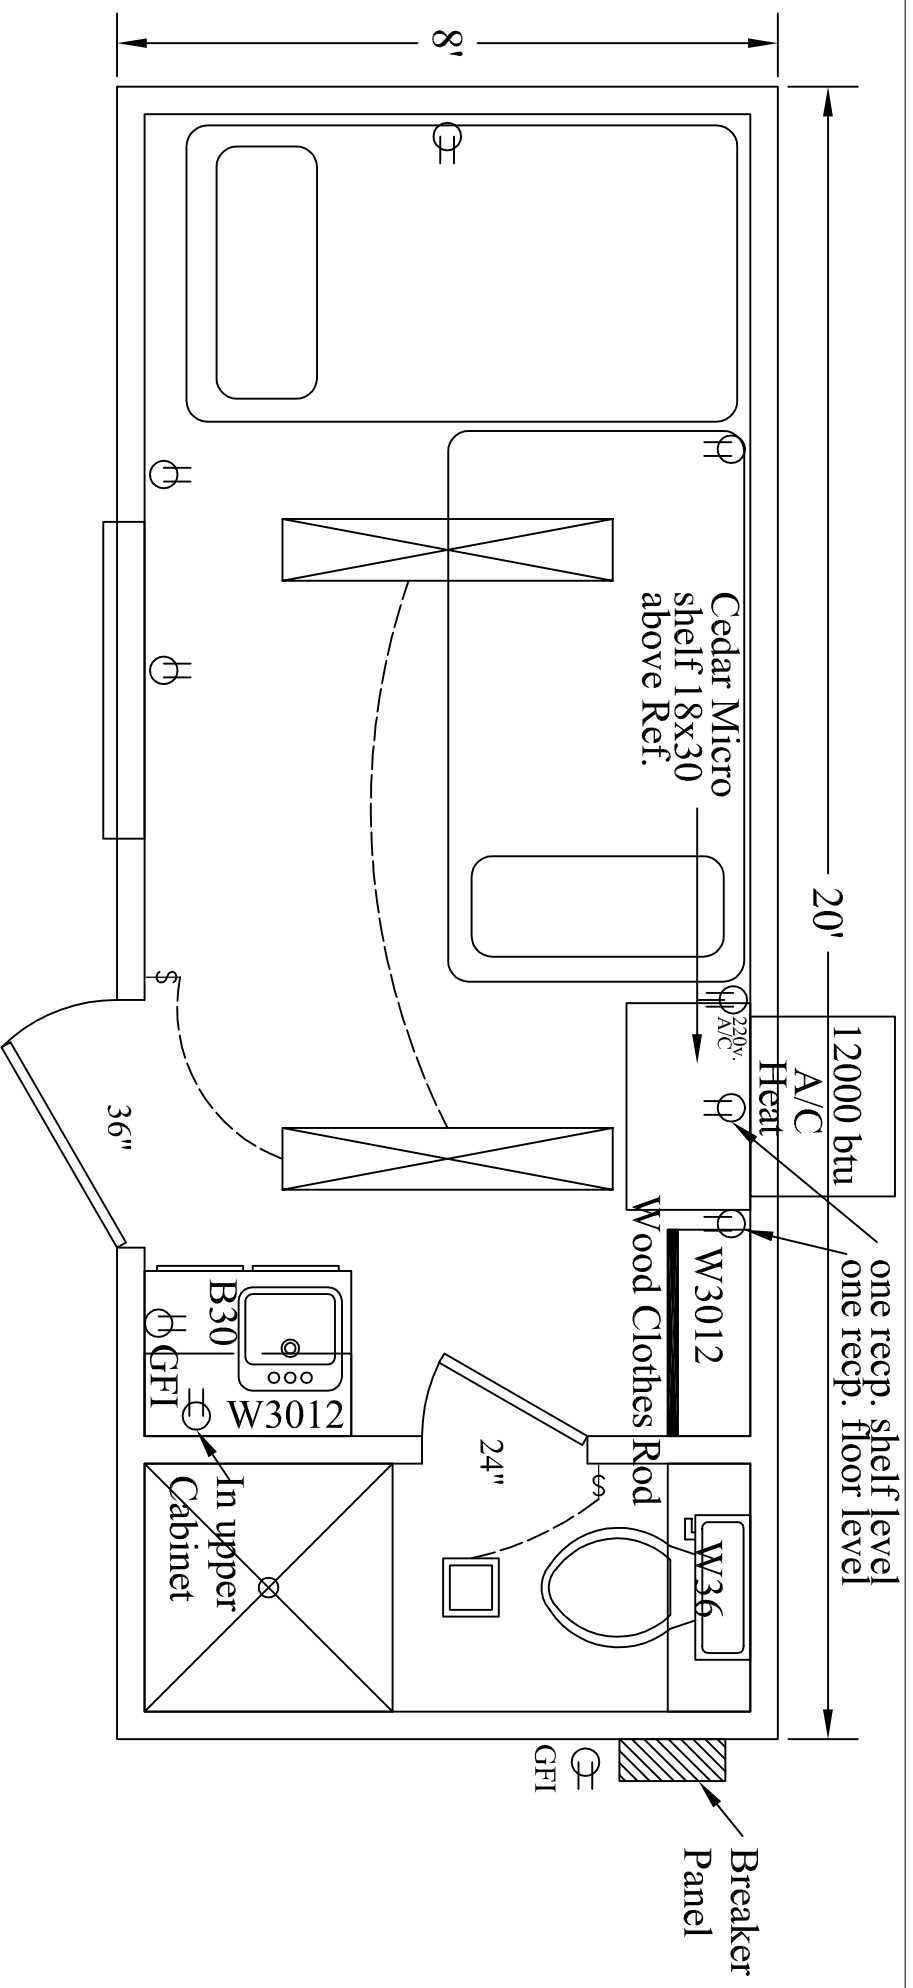 8'
20'
12000 btu
A/C
Heat
one recp. shelf level
one recp. floor level
Cedar Micro
shelf 18x30
above Ref.
220v.
A/C
W3012
Wood Clothes Rod
W36
S
S
36"
24"
B30
GFI
W3012
In upper
Cabinet
GFI
Breaker
Panel